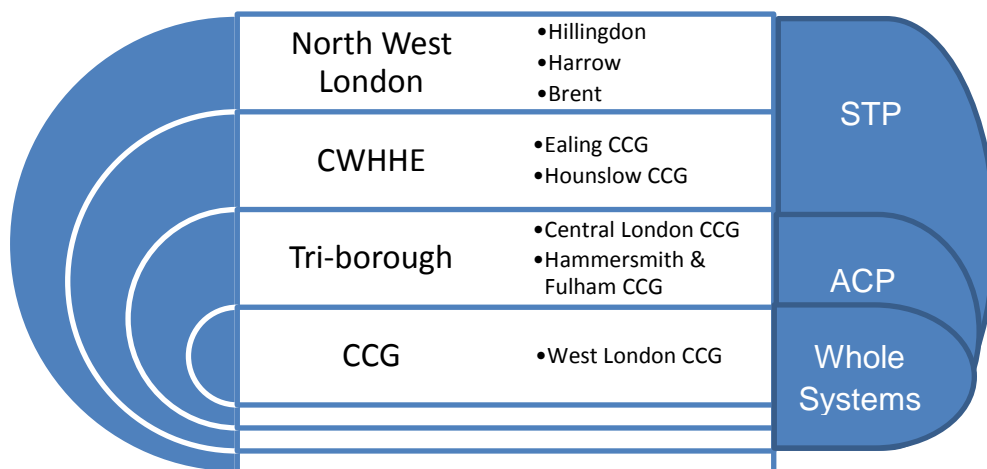 North West
London
•Hillingdon
•Harrow
•Brent
STP
CWHHE
•Ealing CCG
•Hounslow CCG
Tri-borough
•Central London CCG
•Hammersmith &
Fulham CCG
ACP
CCG
•West London CCG
Whole
Systems